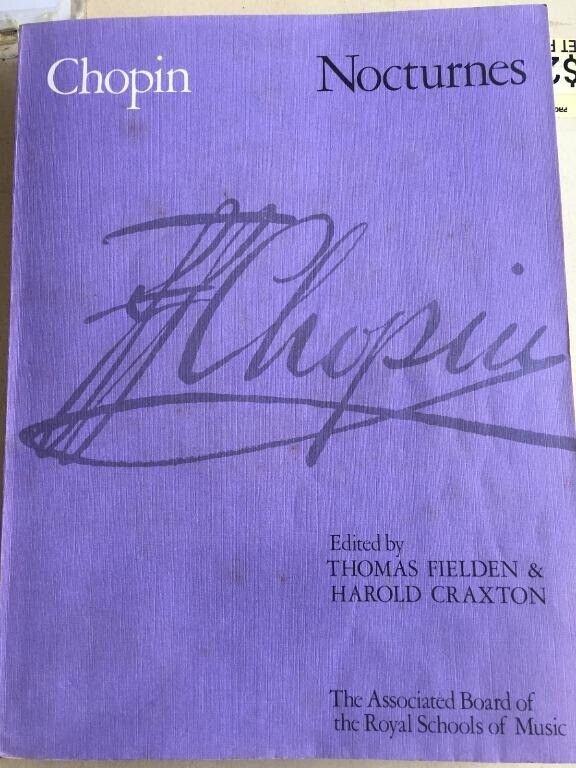 Chopin Nocturnes
FChopin
Edited by
THOMAS FIELDEN &
HAROLD CRAXTON
The Associated Board of
the Royal Schools of Music